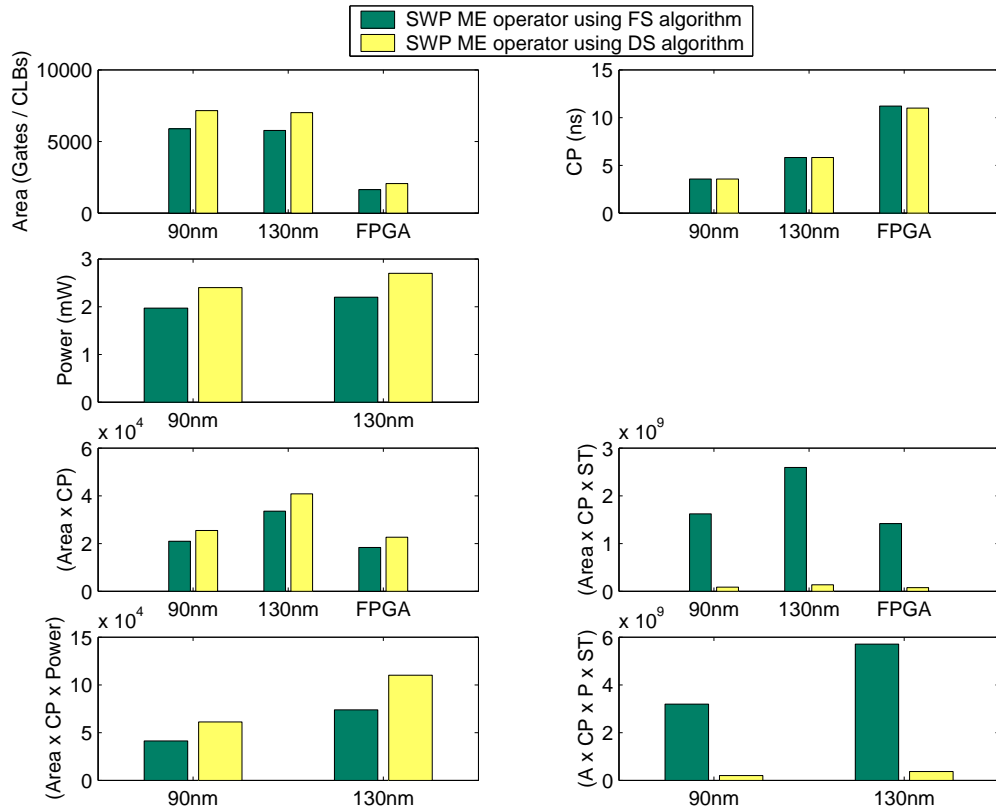 SWP ME operator using FS algorithm
SWP ME operator using DS algorithm
Area (Gates / CLBs)
10000
5000
0
90nm 130nm FPGA
CP (ns)
15
10
5
0
90nm 130nm FPGA
Power (mW)
3
2
1
0
90nm 130nm
x 10^4
(Area x CP)
6
4
2
0
90nm 130nm FPGA
x 10^9
(Area x CP x ST)
3
2
1
0
90nm 130nm FPGA
x 10^4
(Area x CP x Power)
15
10
5
0
90nm 130nm
x 10^9
(A x CP x P x ST)
6
4
2
0
90nm 130nm